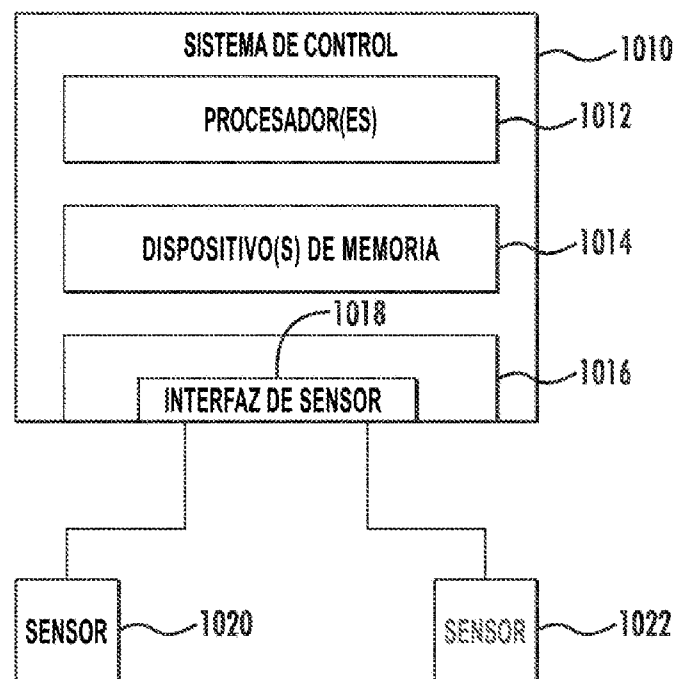 SISTEMA DE CONTROL
1010
PROCESADOR(ES)
1012
DISPOSITIVO(S) DE MEMORIA
1014
1018
1016
INTERFAZ DE SENSOR
SENSOR
1020
SENSOR
1022